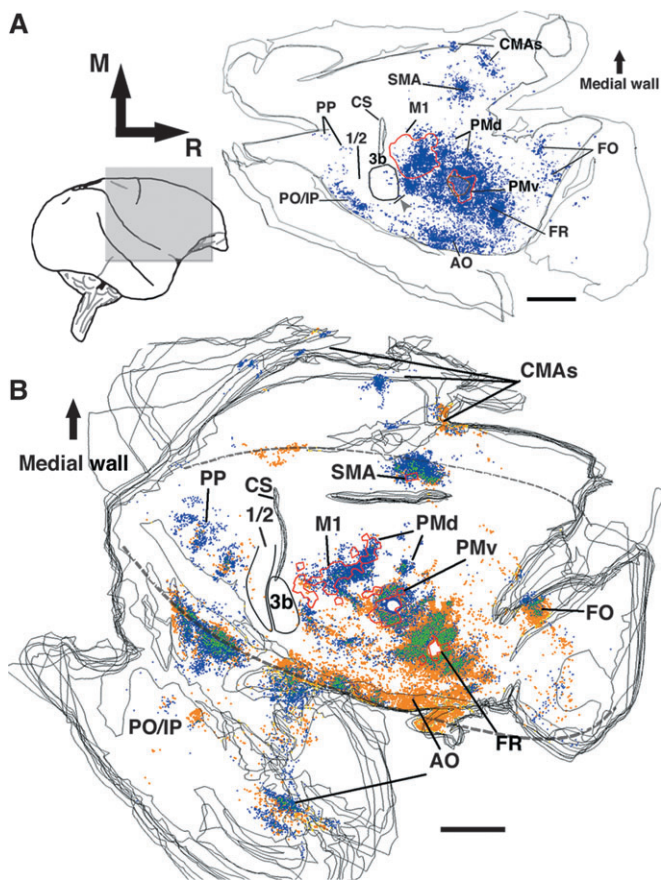 A
M
R
CMAs
Medial wall
SMA
CS
M1
PP
1/2
PMd
3b
FO
PMv
PO/IP
FR
AO
B
CMAs
Medial wall
SMA
CS
PP
1/2
M1
PMd
PMv
3b
FO
PO/IP
AO
FR